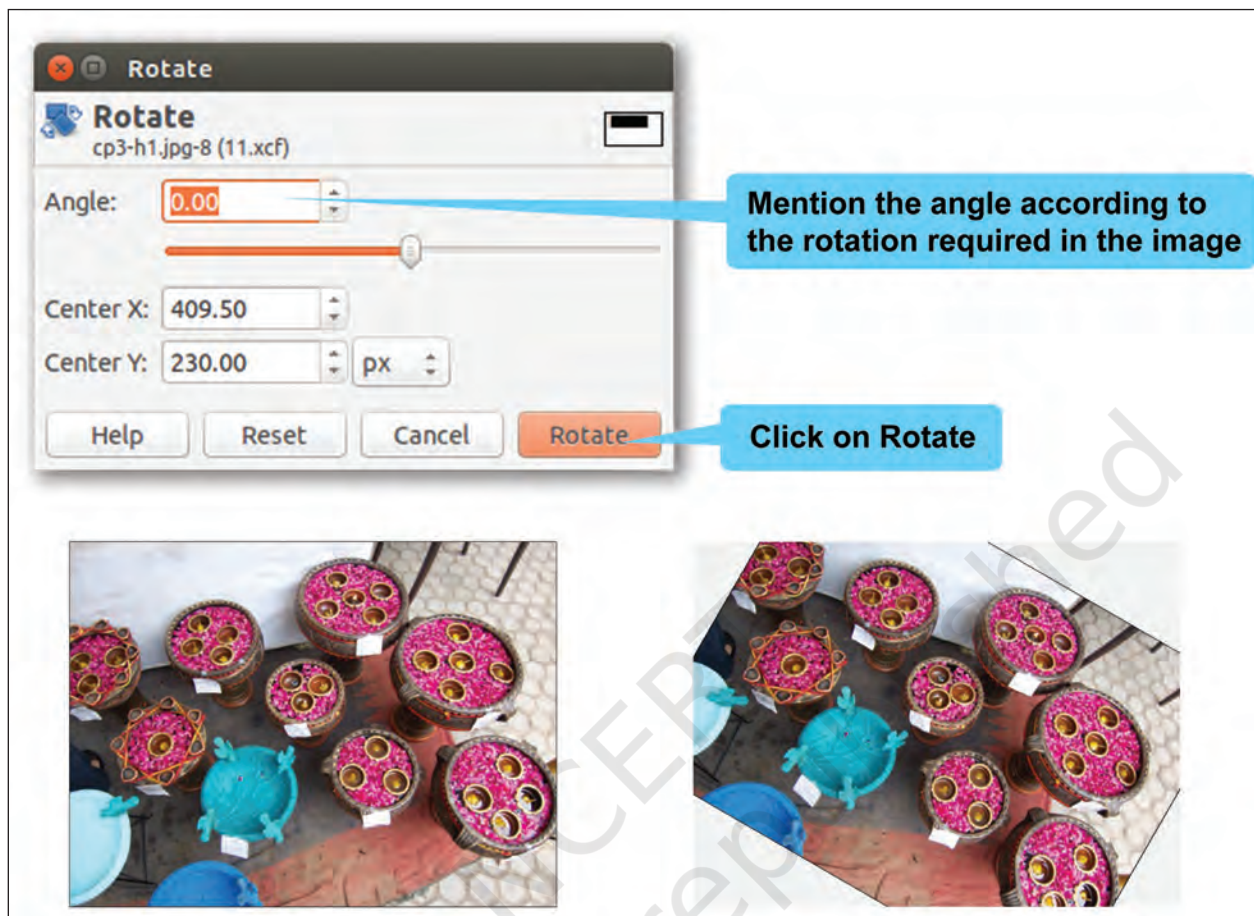 Rotate
Rotate
cp3-h1.jpg-8 (11.xcf)
Angle: 0.00
Mention the angle according to
the rotation required in the image
Center X: 409.50
Center Y: 230.00 px
Help Reset Cancel Rotate
Click on Rotate